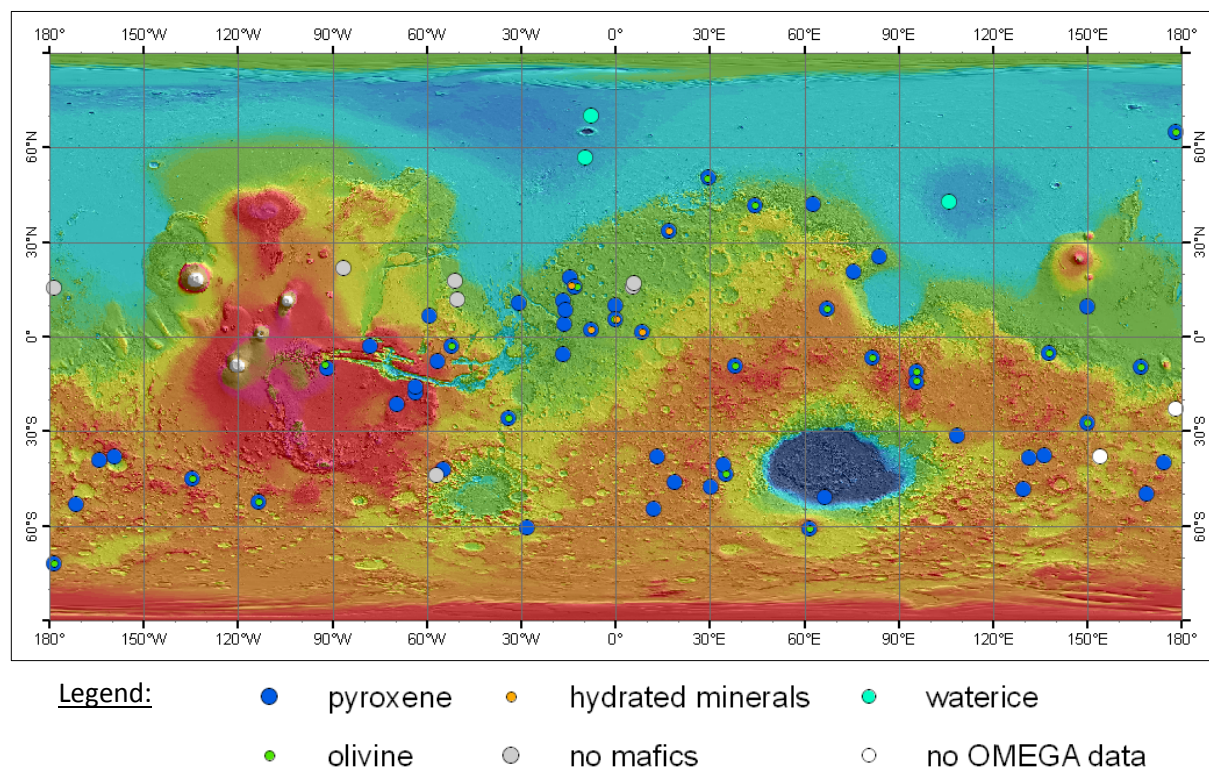 180° 150°W 120°W 90°W 60°W 30°W 0° 30°E 60°E 90°E 120°E 150°E 180°
60°N 60°N
30°N 30°N
0° 0°
30°S 30°S
60°S 60°S
180° 150°W 120°W 90°W 60°W 30°W 0° 30°E 60°E 90°E 120°E 150°E 180°
Legend: pyroxene hydrated minerals waterice
olivine no mafics no OMEGA data